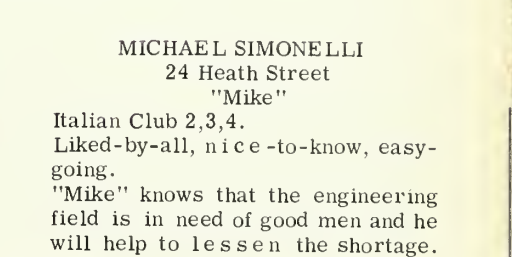 MICHAEL SIMONELLI
24 Heath Street
"Mike"
Italian Club 2,3,4.
Liked-by-all, nice-to-know, easy-
going.
"Mike" knows that the engineering
field is in need of good men and he
will help to lessen the shortage.